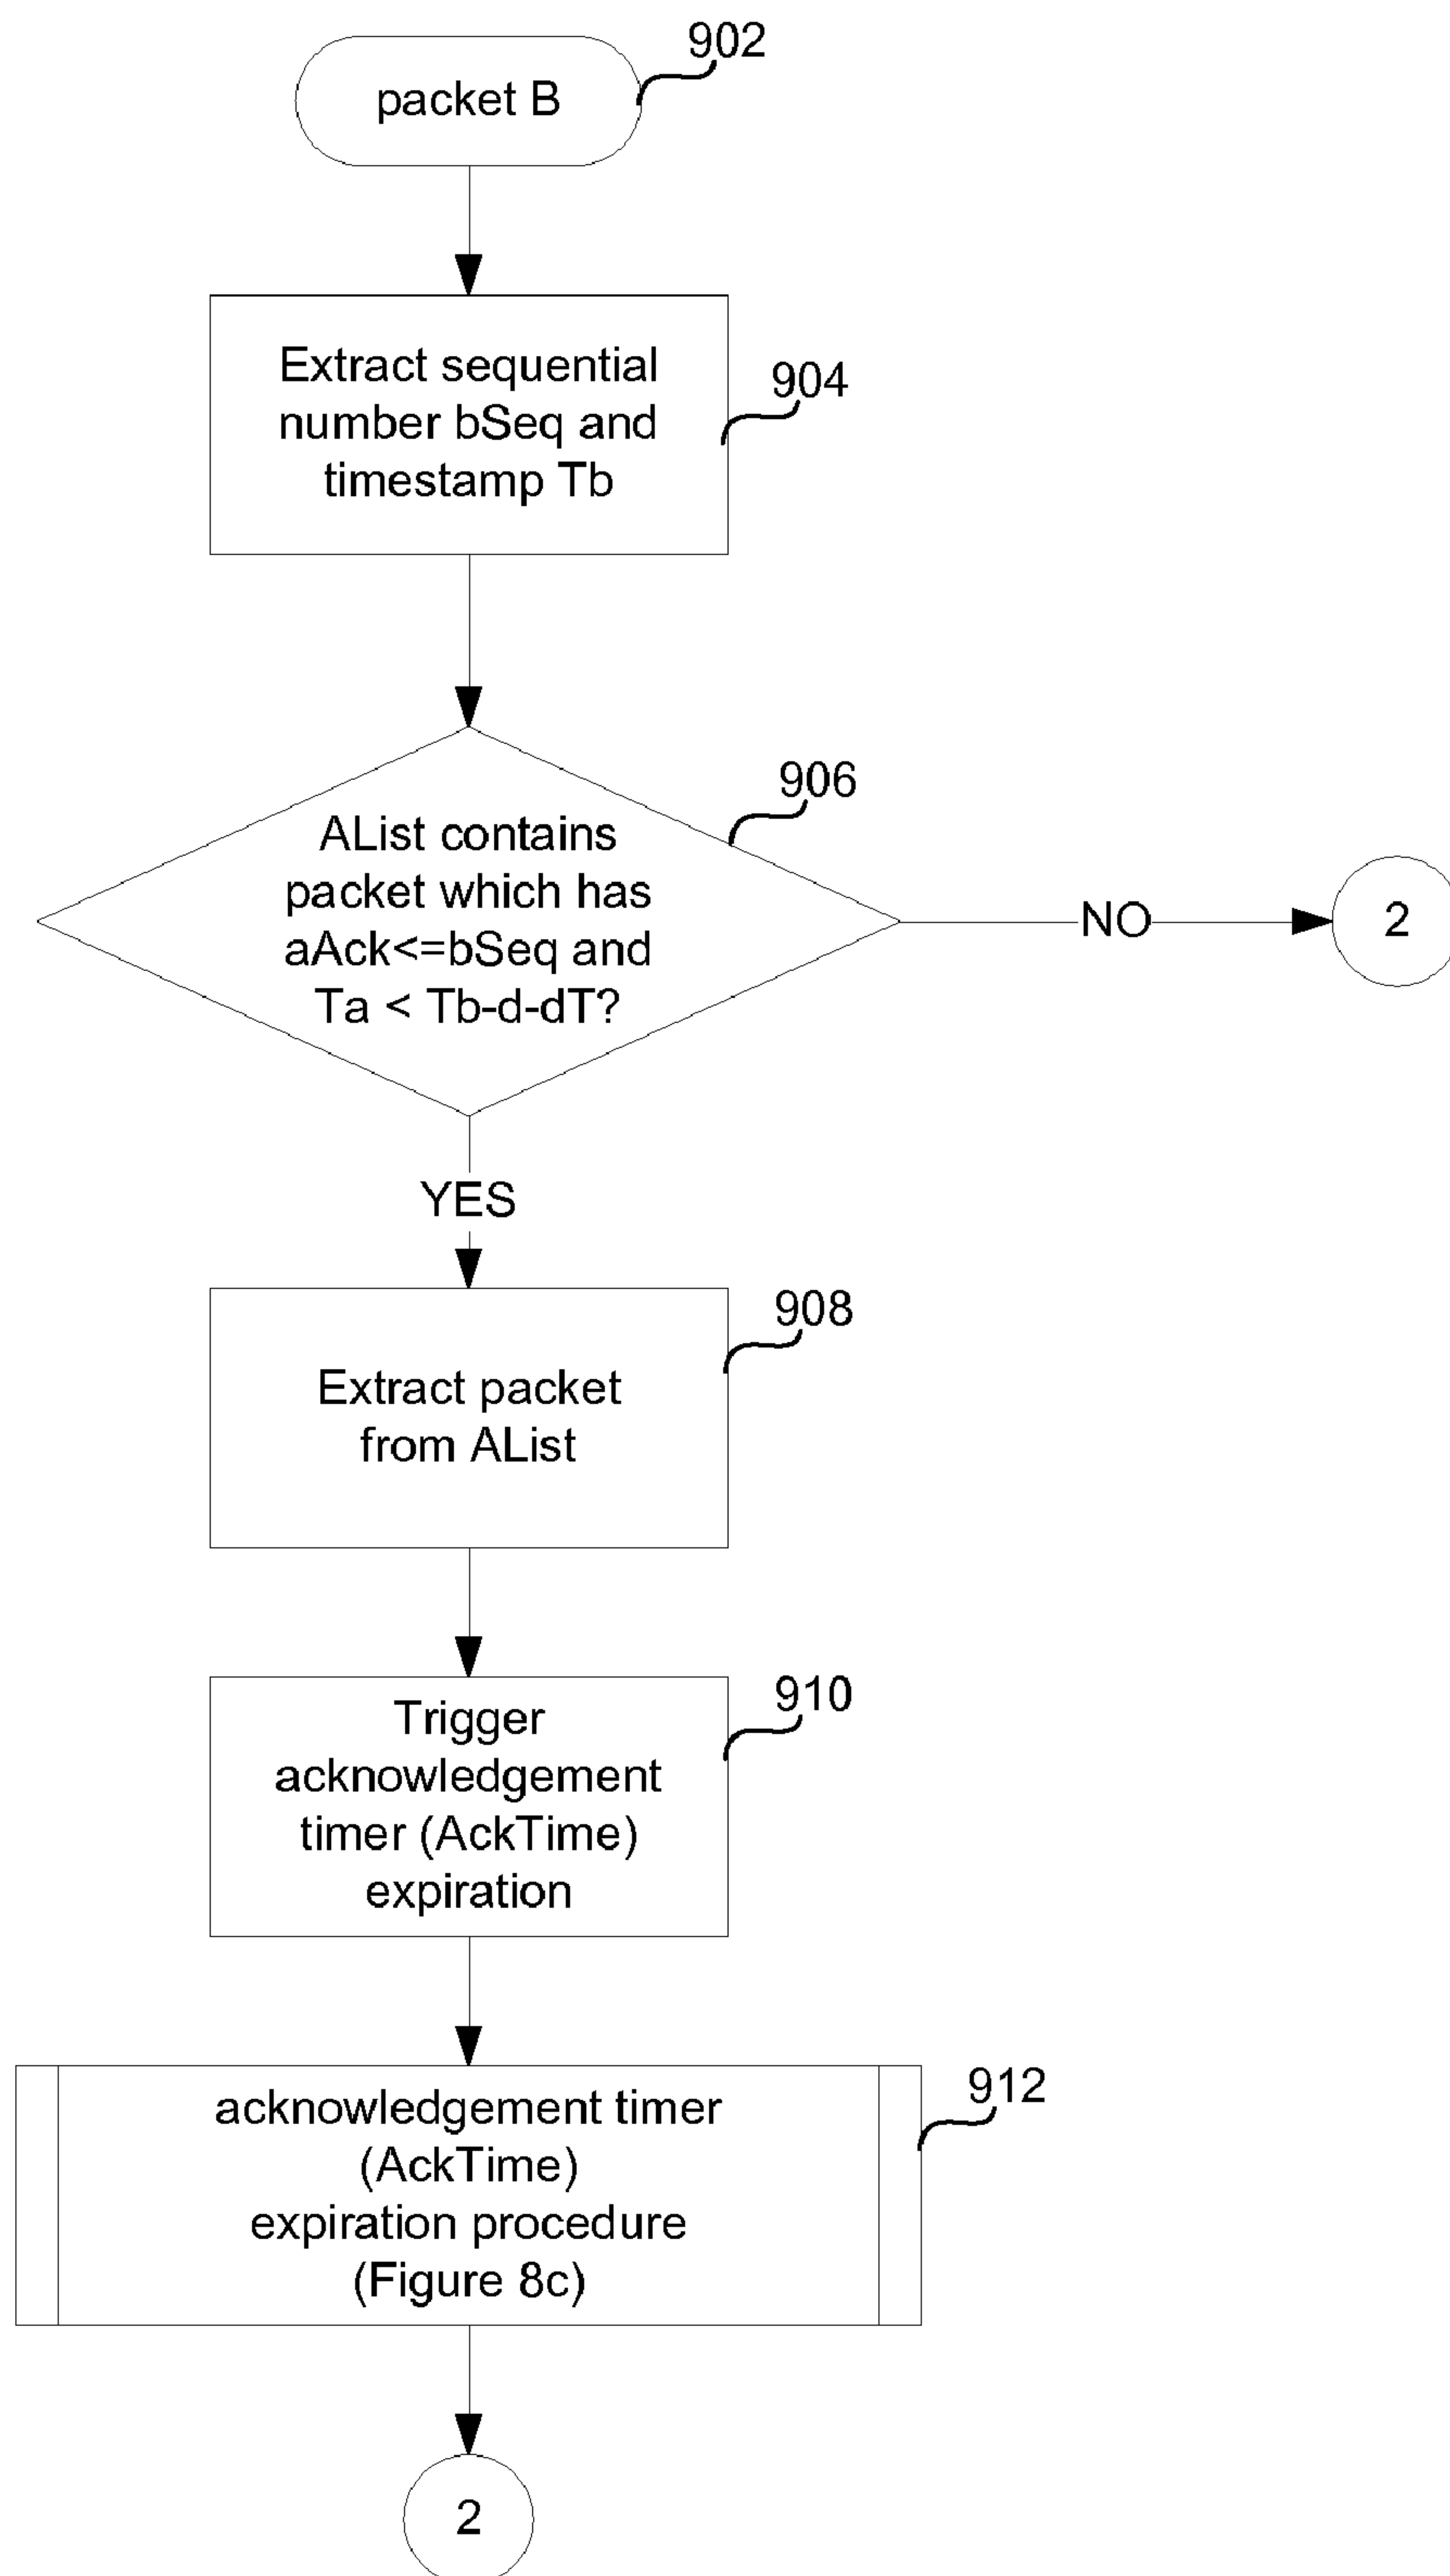 902
packet B
904
Extract sequential
number bSeq and
timestamp Tb
906
AList contains
packet which has
aAck<=bSeq and
Ta < Tb-d-dT?
NO
2
YES
908
Extract packet
from AList
910
Trigger
acknowledgement
timer (AckTime)
expiration
912
acknowledgement timer
(AckTime)
expiration procedure
(Figure 8c)
2